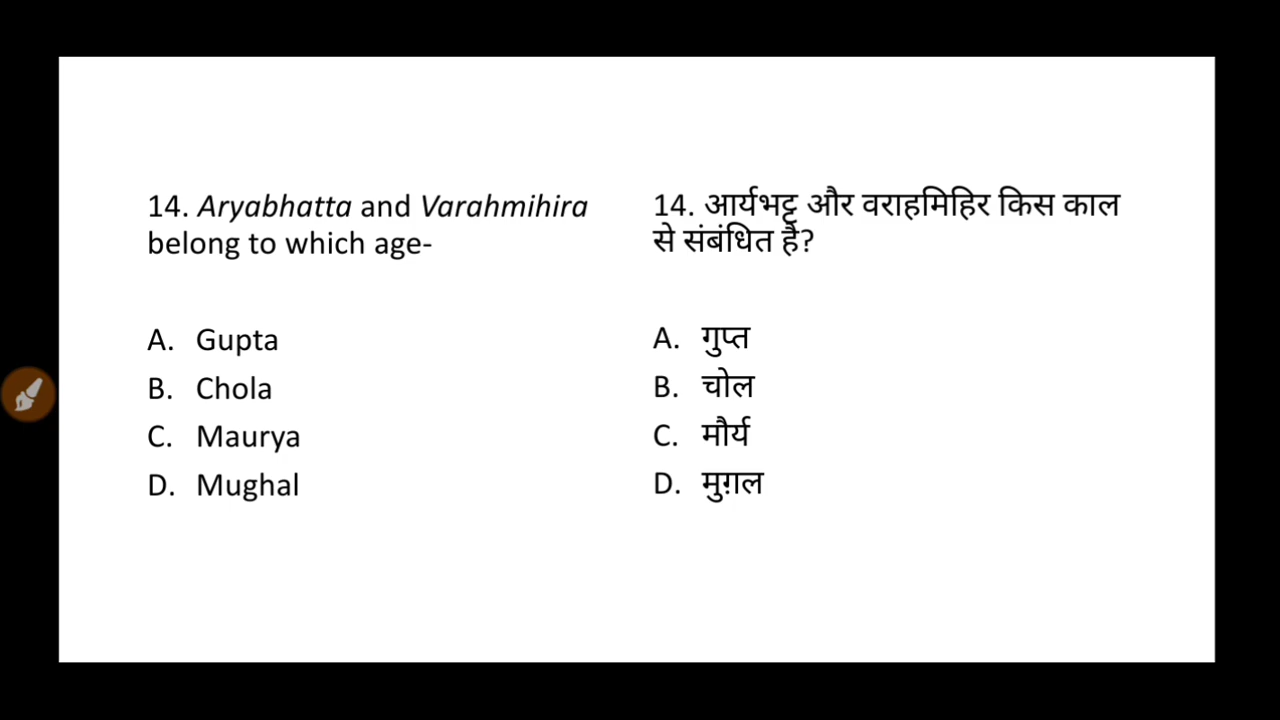 14. Aryabhatta and Varahmihira
belong to which age-
A. Gupta
B. Chola
C. Maurya
D. Mughal
14. आर्यभट्ट और वराहमिहिर किस काल
से संबंधित है?
A. गुप्त
B. चोल
C. मौर्य
D. मुग़ल